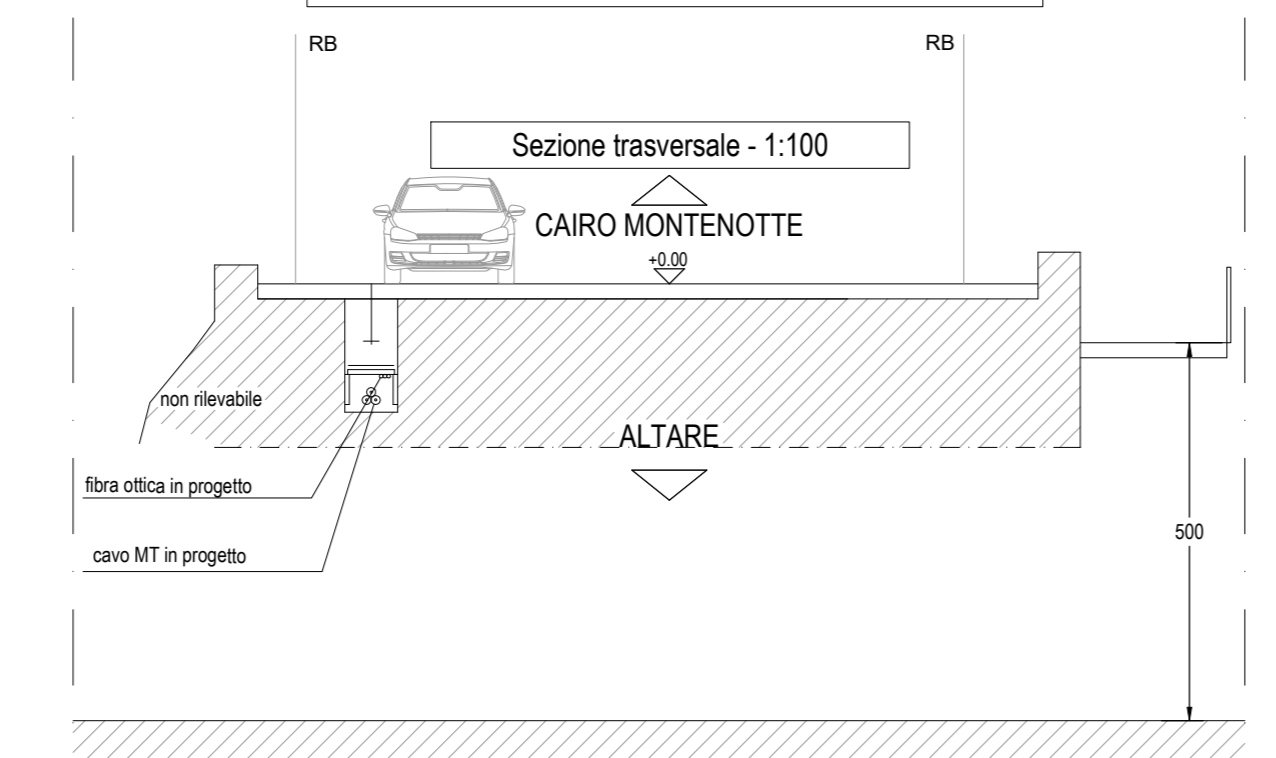 RB
RB
Sezione trasversale - 1:100
CAIRO MONTENOTTE
+0.00
non rilevabile
ALTARE
fibra ottica in progetto
500
cavo MT in progetto